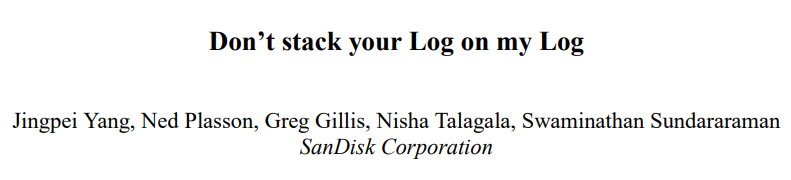 Don’t stack your Log on my Log
Jingpei Yang, Ned Plasson, Greg Gillis, Nisha Talagala, Swaminathan Sundararaman
SanDisk Corporation